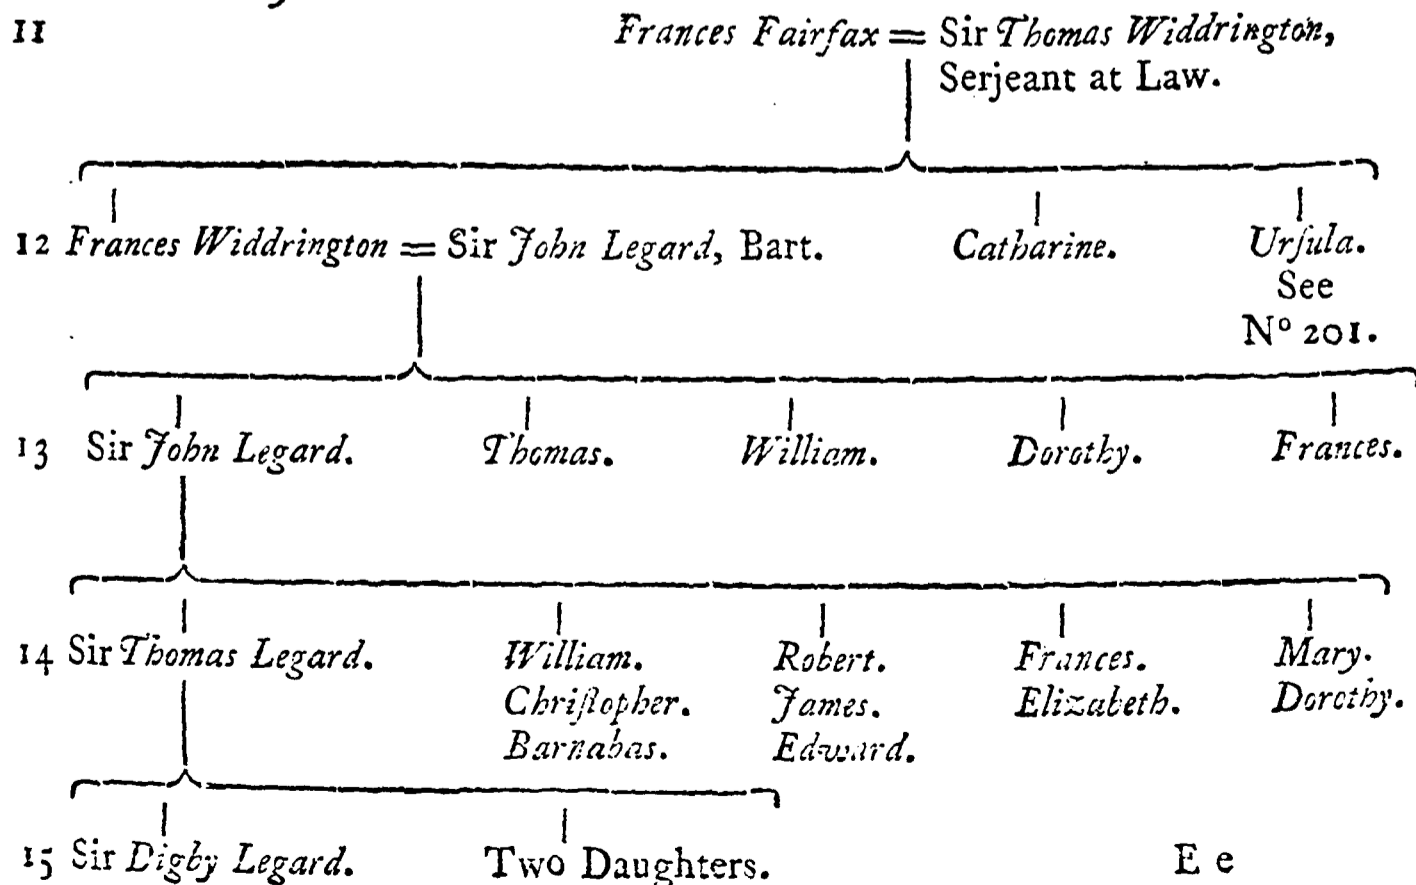 11 Frances Fairfax = Sir Thomas Widdrington,
Serjeant at Law.
12 Frances Widdrington = Sir John Legard, Bart. Catharine. Urſula.
See
Nº 201.
13 Sir John Legard. Thomas. William. Dorothy. Frances.
14 Sir Thomas Legard. William. Robert. Frances. Mary.
Chriſtopher. James. Elizabeth. Dorothy.
Barnabas. Edward.
15 Sir Digby Legard. Two Daughters. E e